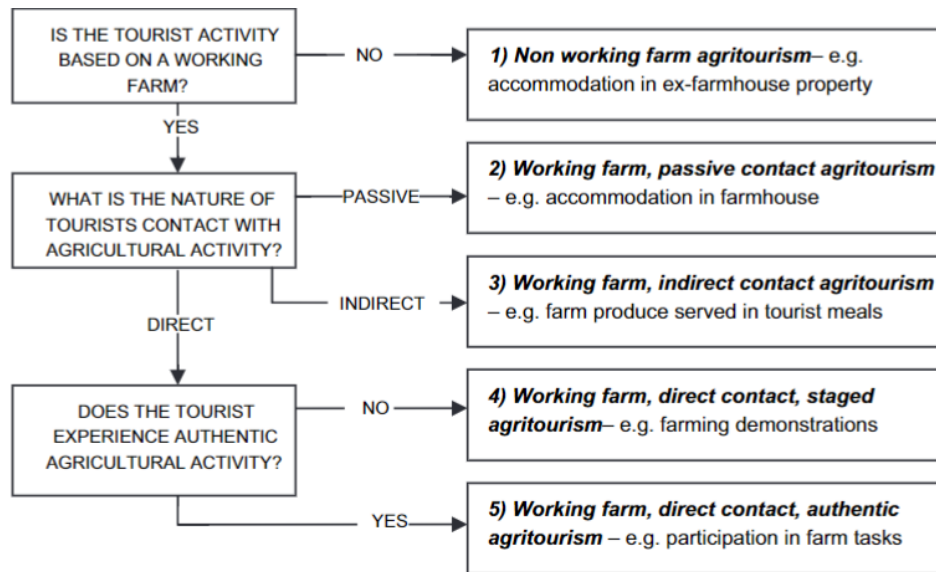 IS THE TOURIST ACTIVITY
BASED ON A WORKING
FARM?
NO
1) Non working farm agritourism– e.g.
accommodation in ex-farmhouse property
YES
WHAT IS THE NATURE OF
TOURISTS CONTACT WITH
AGRICULTURAL ACTIVITY?
PASSIVE
2) Working farm, passive contact agritourism
– e.g. accommodation in farmhouse
INDIRECT
3) Working farm, indirect contact agritourism
– e.g. farm produce served in tourist meals
DIRECT
DOES THE TOURIST
EXPERIENCE AUTHENTIC
AGRICULTURAL ACTIVITY?
NO
4) Working farm, direct contact, staged
agritourism– e.g. farming demonstrations
YES
5) Working farm, direct contact, authentic
agritourism – e.g. participation in farm tasks